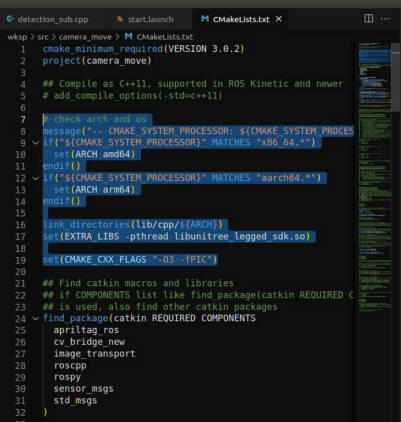 detection_sub.cpp
start.launch
CMakeLists.txt
wksp > src > camera_move > CMakeLists.txt
1 cmake_minimum_required(VERSION 3.0.2)
2 project(camera_move)
3
4 ## Compile as C++11, supported in ROS Kinetic and newer
5 # add_compile_options(-std=c++11)
6
7 # check arch and os
8 message("-- CMAKE_SYSTEM_PROCESSOR: ${CMAKE_SYSTEM_PROCES
9 if("${CMAKE_SYSTEM_PROCESSOR}" MATCHES "x86_64.*")
10 set(ARCH amd64)
11 endif()
12 if("${CMAKE_SYSTEM_PROCESSOR}" MATCHES "aarch64.*")
13 set(ARCH arm64)
14 endif()
15
16 link_directories(lib/cpp/${ARCH})
17 set(EXTRA_LIBS -pthread libunitree_legged_sdk.so)
18
19 set(CMAKE_CXX_FLAGS "-O3 -fPIC")
20
21 ## Find catkin macros and libraries
22 ## if COMPONENTS list like find_package(catkin REQUIRED C
23 ## is used, also find other catkin packages
24 find_package(catkin REQUIRED COMPONENTS
25 apriltag_ros
26 cv_bridge_new
27 image_transport
28 roscpp
29 rospy
30 sensor_msgs
31 std_msgs
32 )